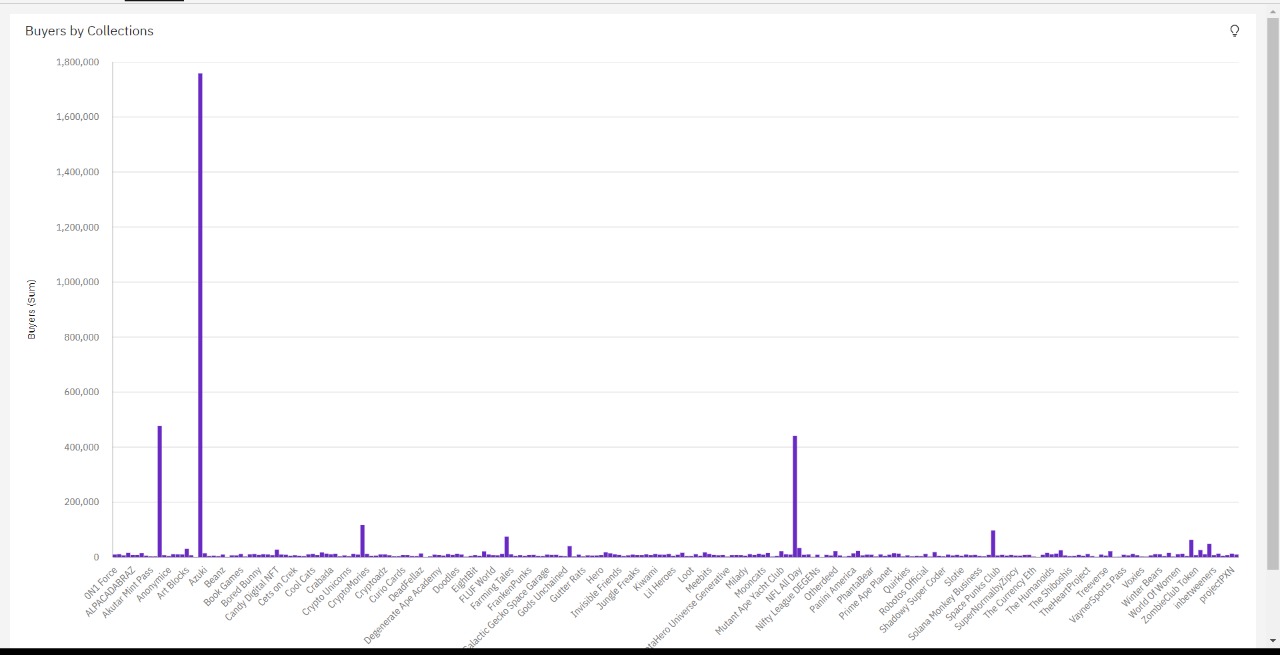 Buyers by Collections
1,800,000
1,600,000
1,400,000
1,200,000
1,000,000
800,000
600,000
400,000
200,000
0
Buyers (Sum)
0N1 Force
ALPACADABRAZ
Akutar Mint Pass
Anonymice
Art Blocks
Azuki
Beanz
Book Games
Bored Bunny
Candy Digital NFT
Cets on Creck
Cool Cats
Crabada
Crypto Unicorns
CryptoMories
Cryptoadz
Curio Cards
DeadFellaz
Degenerate Ape Academy
Doodles
Eightbit
FLUF World
Farming Tales
FrankenPunks
Galactic Gecko Space Garage
Gods Unchained
Gutter Rats
Hero
Invisible Friends
Jungle Freaks
Kiwami
Lil Heroes
Loot
Meebits
taHero Universe Generative
Milady
Mooncats
Mutant Ape Yacht Club
NFL All Day
Nifty League DEGENs
Otherdeed
Panini America
PhantaBear
Prime Ape Planet
Quirkies
Robotos Official
Shadowy Super Coder
Slotie
Solana Monkey Business
Space Punks Club
SuperNormalbyZipcy
The Currency Eth
The Humanoids
The Shiboshis
TheHeartProject
Treeverse
VaynerSports Pass
Voxies
Winter Bears
World Of Women
ZombieClub Token
inbetweeners
projectPXN